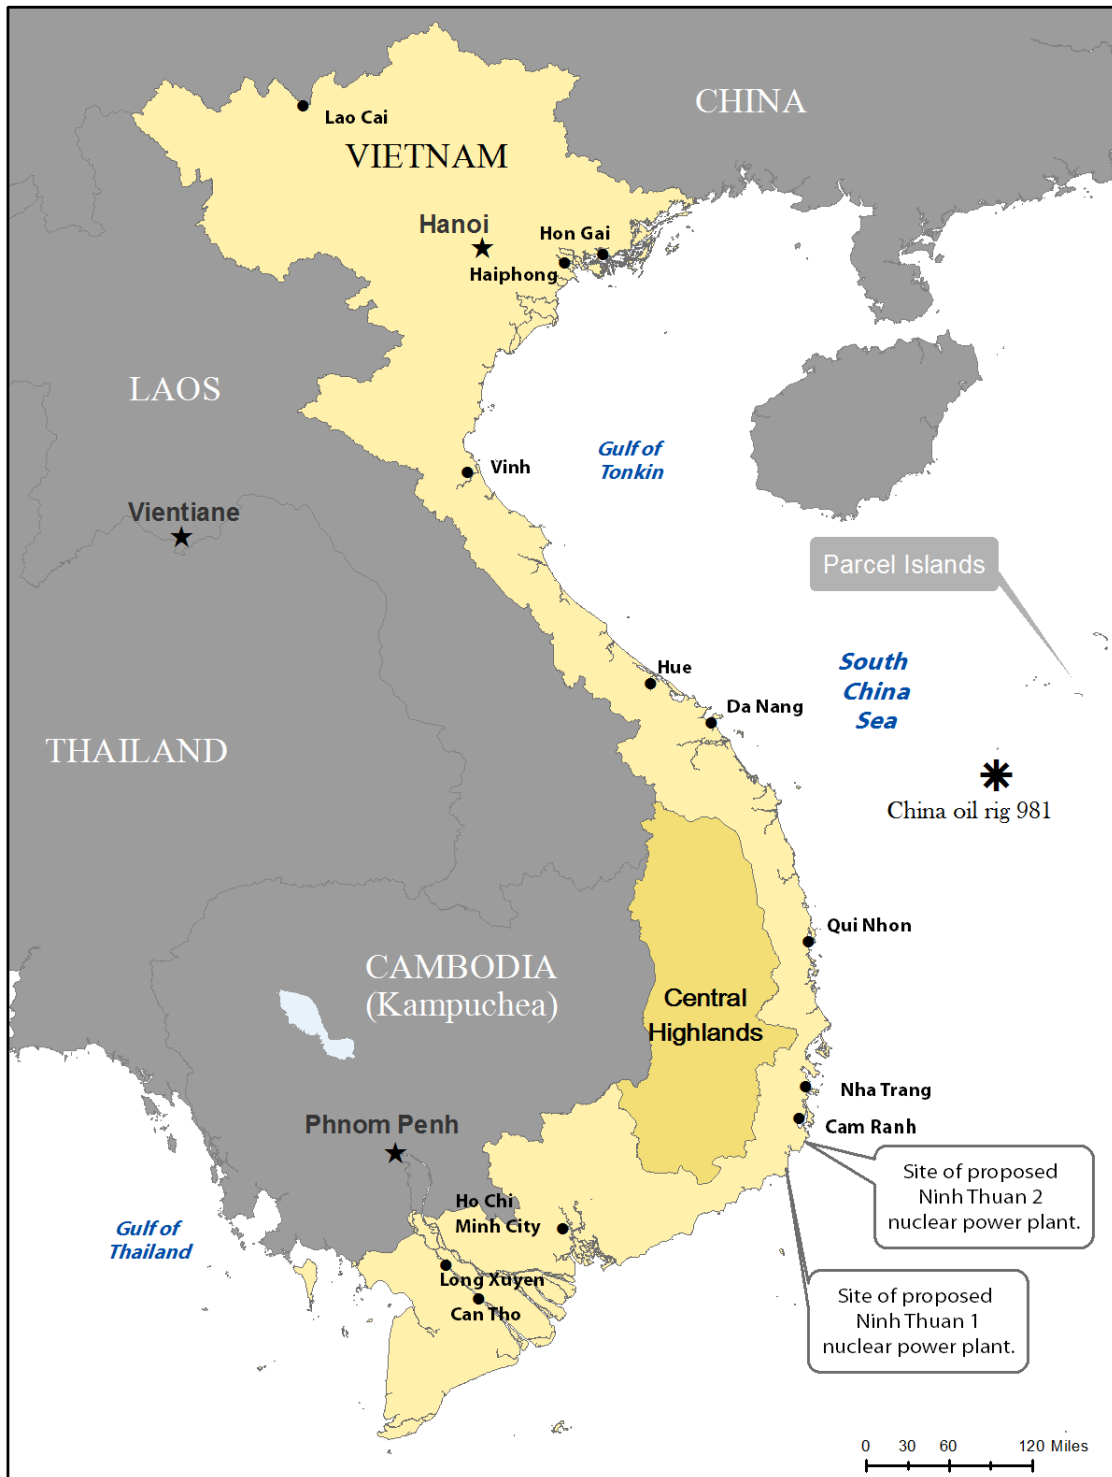 CHINA
Lao Cai
VIETNAM
Hanoi
Hon Gai
Haiphong
LAOS
Gulf of
Tonkin
Vinh
Vientiane
Parcel Islands
South
China
Sea
Hue
Da Nang
THAILAND
China oil rig 981
Qui Nhon
CAMBODIA
(Kampuchea)
Central
Highlands
Nha Trang
Cam Ranh
Phnom Penh
Site of proposed
Ninh Thuan 2
nuclear power plant.
Ho Chi
Minh City
Gulf of
Thailand
Long Xuyen
Can Tho
Site of proposed
Ninh Thuan 1
nuclear power plant.
0 30 60 120 Miles